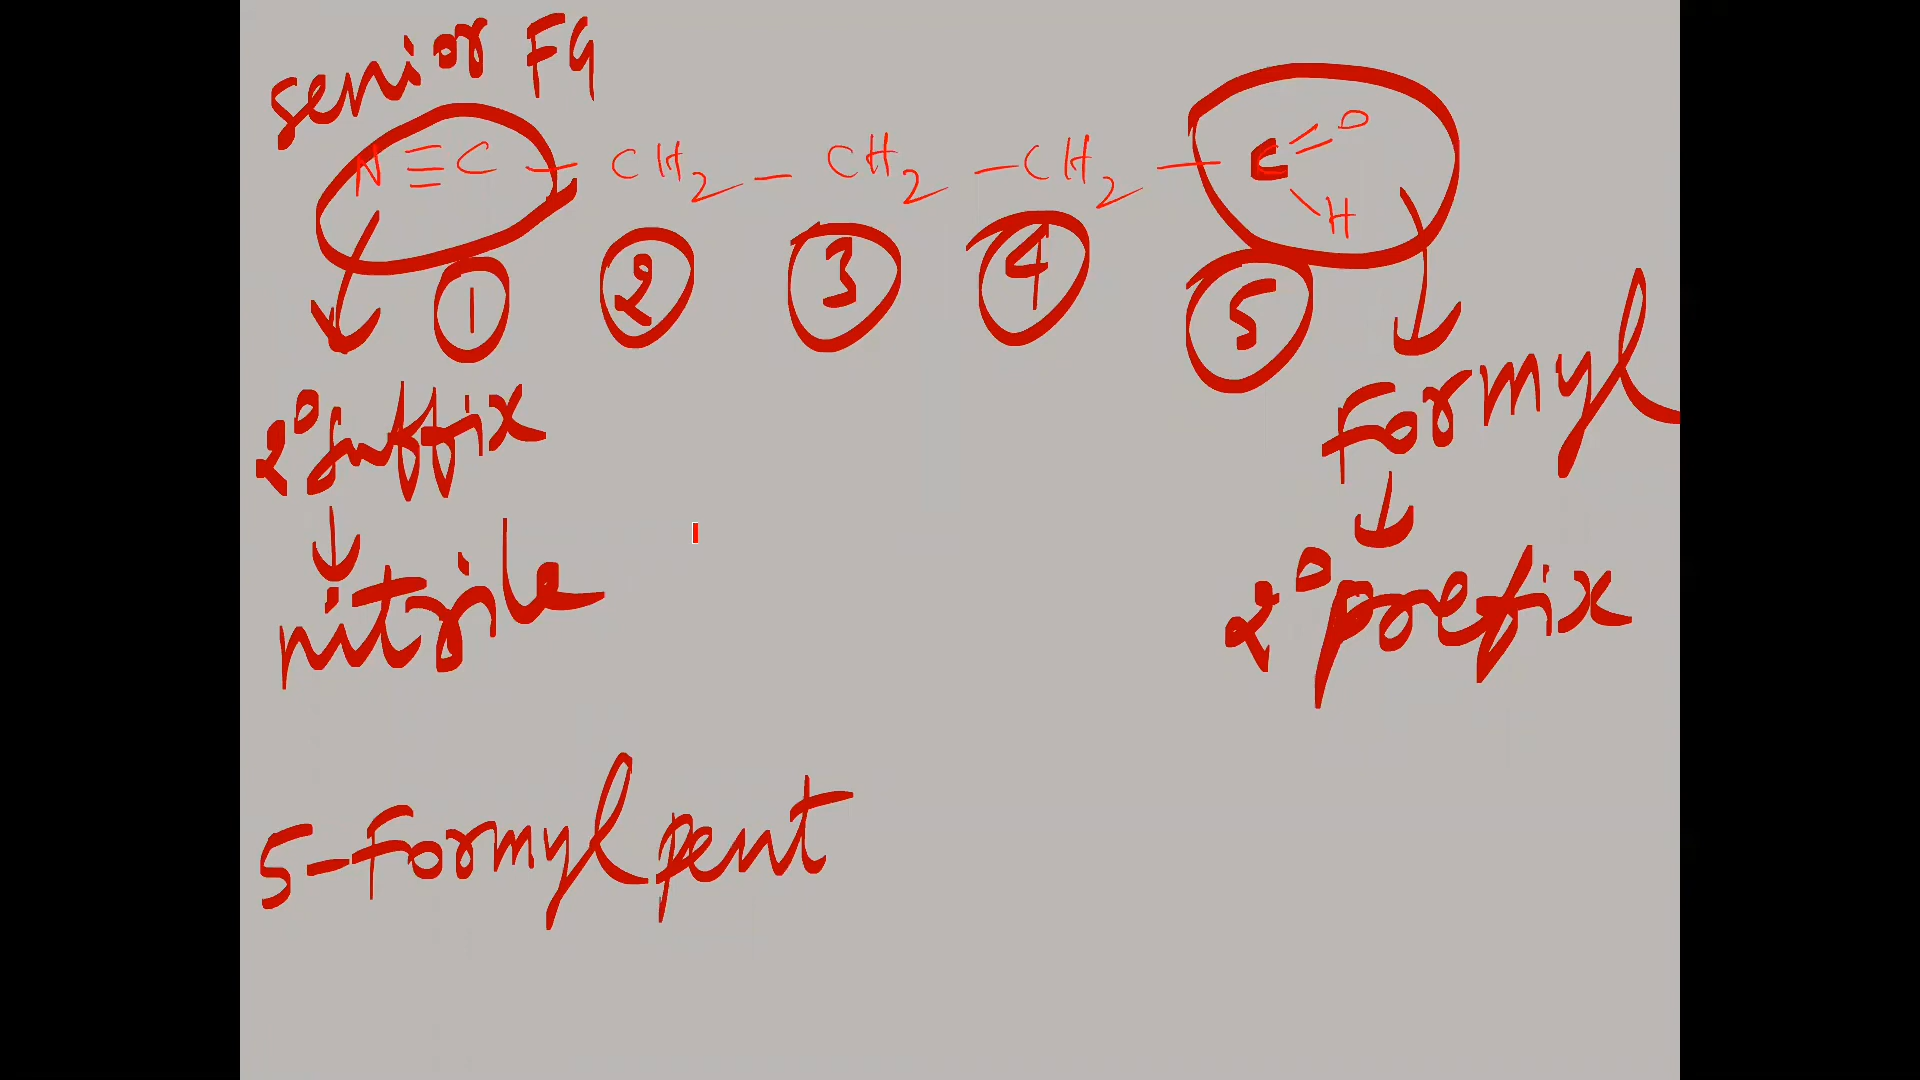 senior FG
N≡C-CH2-CH2-CH2-C=O
H
1 2 3 4 5
2° suffix
formyl
nitrile
2° prefix
5-formyl pent